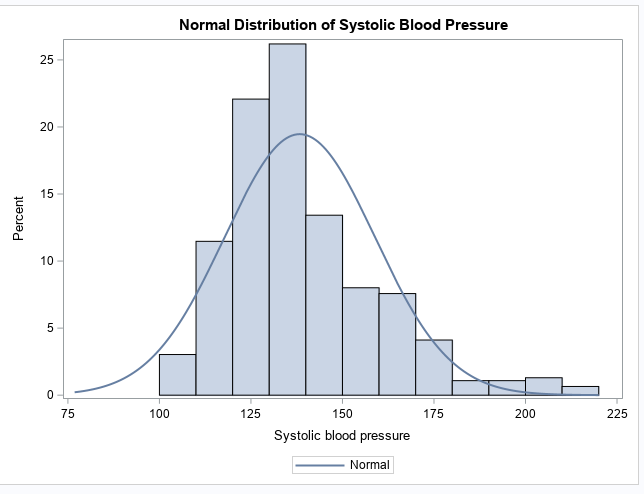 Normal Distribution of Systolic Blood Pressure
25
20
15
10
5
0
Percent
75 100 125 150 175 200 225
Systolic blood pressure
Normal